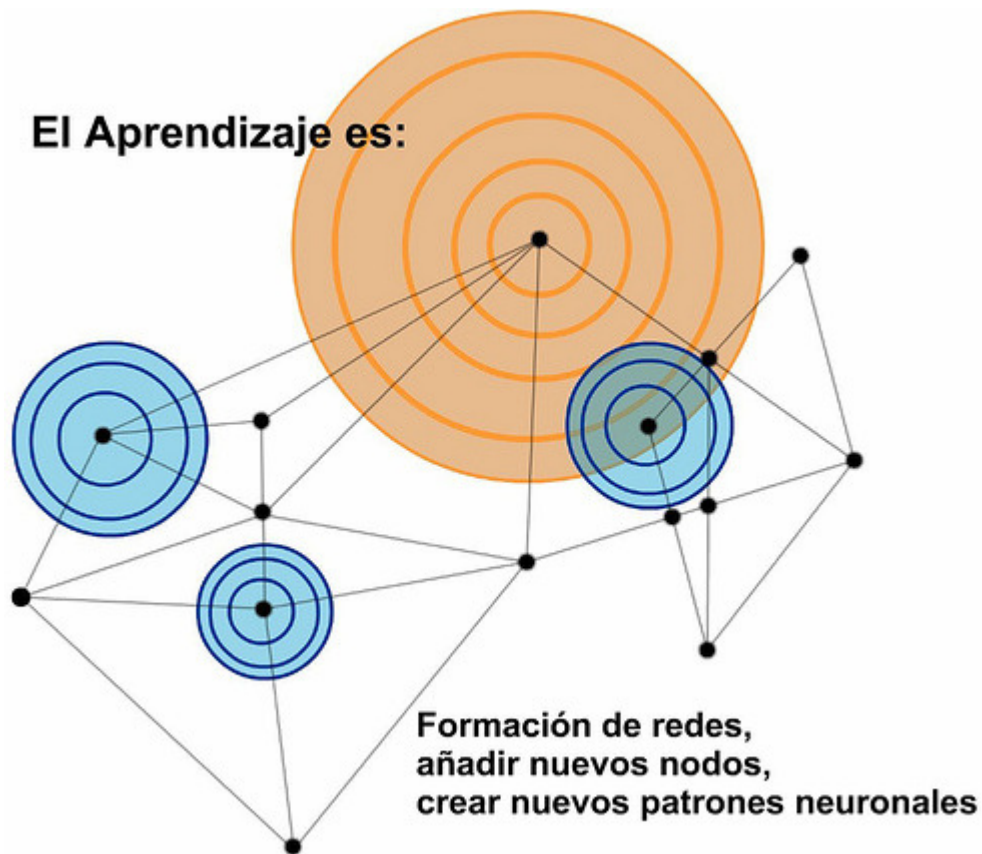 El Aprendizaje es:
Formación de redes,
añadir nuevos nodos,
crear nuevos patrones neuronales